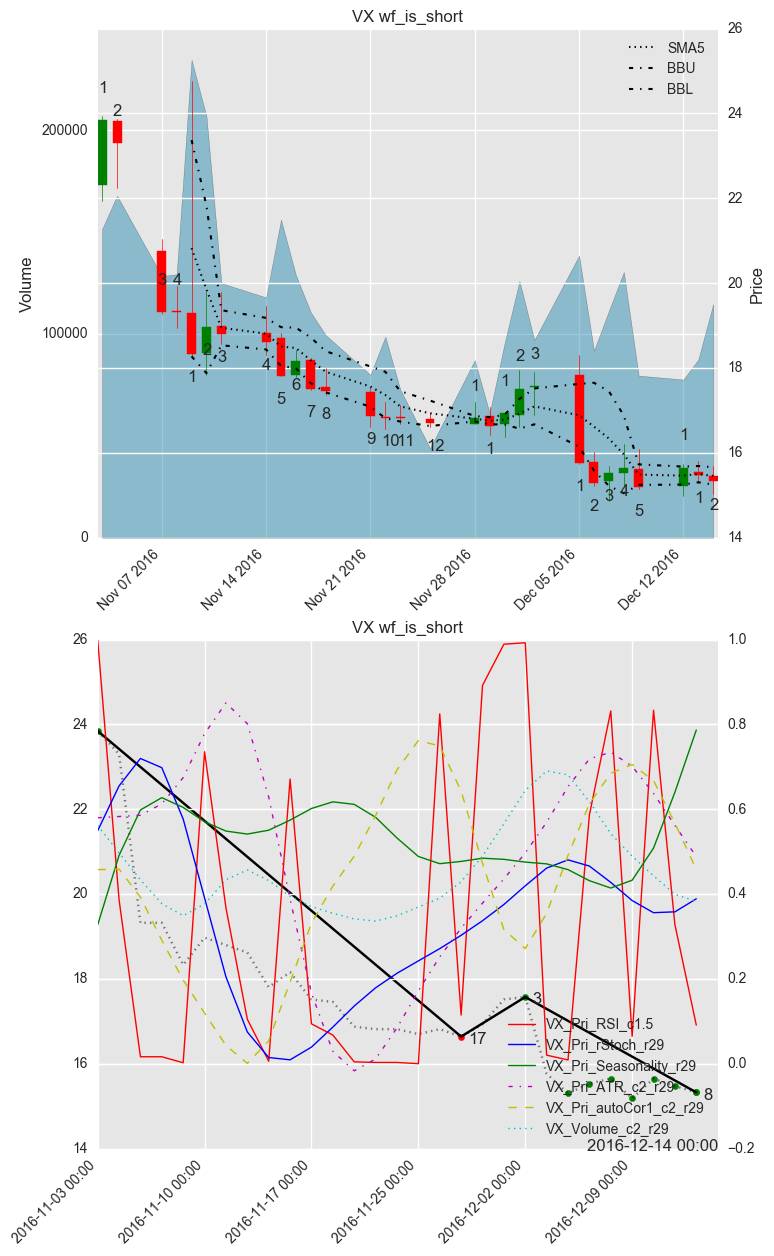 VX wf_is_short
26
SMA5
BBU
BBL
1
2
24
200000
22
Volume
3 4
20
Price
2
3
1
4
18
100000
5
6
7 8
9 10 11
12
1
4
1
2 3
16
1
2
3
4
5
1
1
2
0
14
Nov 07 2016
Nov 14 2016
Nov 21 2016
Nov 28 2016
Dec 05 2016
Dec 12 2016
VX wf_is_short
26
1.0
24
0.8
22
0.6
20
0.4
18
0.2
3
VX_Pri_RSI_c1.5
17
VX_Pri_rStoch_r29
16
VX_Pri_Seasonality_r29
0.0
VX_Pri_ATR_c2_r29
8
VX_Pri_autoCor1_c2_r29
VX_Volume_c2_r29
2016-12-14 00:00
14
−0.2
2016-11-03 00:00
2016-11-10 00:00
2016-11-17 00:00
2016-11-25 00:00
2016-12-02 00:00
2016-12-09 00:00